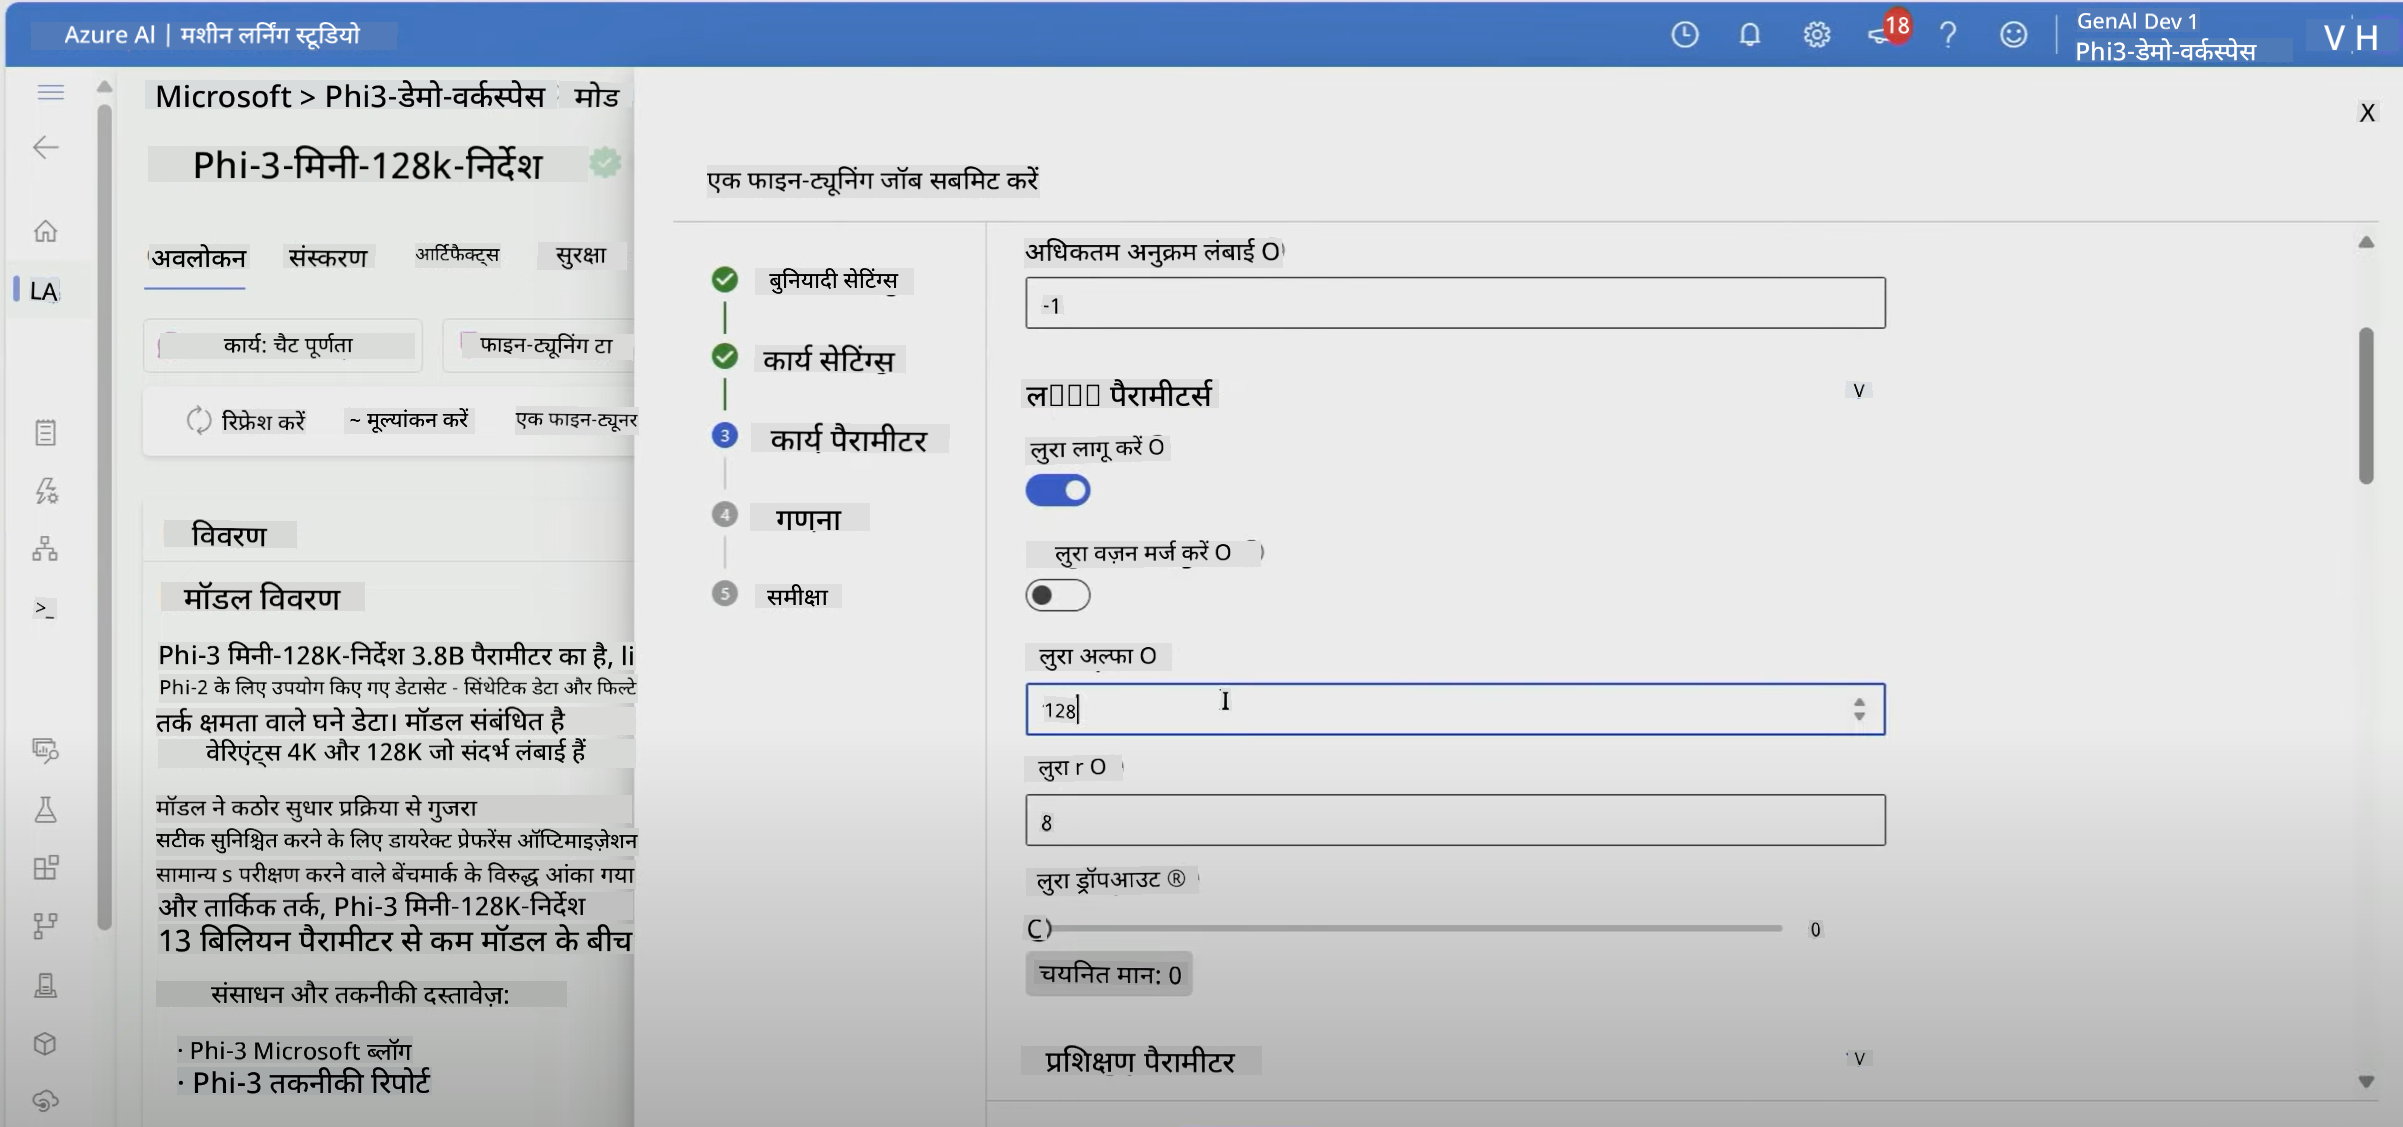 Azure AI | मशीन लर्निंग स्टूडियो
18
GenAI Dev 1
Phi3-डेमो-वर्कस्पेस
V H
Microsoft > Phi3-डेमो-वर्कस्पेस मोड
Phi-3-मिनी-128k-निर्देश
अवलोकन संस्करण आर्टिफैक्ट्स सुरक्षा
LA
कार्य: चैट पूर्णता फाइन-ट्यूनिंग टा
रिफ्रेश करें ~ मूल्यांकन करें एक फाइन-ट्यूनर
विवरण
मॉडल विवरण
Phi-3 मिनी-128K-निर्देश 3.8B पैरामीटर का है, li
Phi-2 के लिए उपयोग किए गए डेटासेट - सिंथेटिक डेटा और फिल्टे
तर्क क्षमता वाले घने डेटा। मॉडल संबंधित है
वेरिएंट्स 4K और 128K जो संदर्भ लंबाई हैं
मॉडल ने कठोर सुधार प्रक्रिया से गुजरा
सटीक सुनिश्चित करने के लिए डायरेक्ट प्रेफरेंस ऑप्टिमाइज़ेशन
सामान्य s परीक्षण करने वाले बेंचमार्क के विरुद्ध आंका गया
और तार्किक तर्क, Phi-3 मिनी-128K-निर्देश
13 बिलियन पैरामीटर से कम मॉडल के बीच
संसाधन और तकनीकी दस्तावेज़:
· Phi-3 Microsoft ब्लॉग
· Phi-3 तकनीकी रिपोर्ट
X
एक फाइन-ट्यूनिंग जॉब सबमिट करें
बुनियादी सेटिंग्स
कार्य सेटिंग्स
3 कार्य पैरामीटर
4 गणना
5 समीक्षा
अधिकतम अनुक्रम लंबाई O
-1
पैरामीटर्स V
लुरा लागू करें O
लुरा वज़न मर्ज करें O
लुरा अल्फा O
128
लुरा r O
8
लुरा ड्रॉपआउट ®
0
चयनित मान: 0
प्रशिक्षण पैरामीटर V